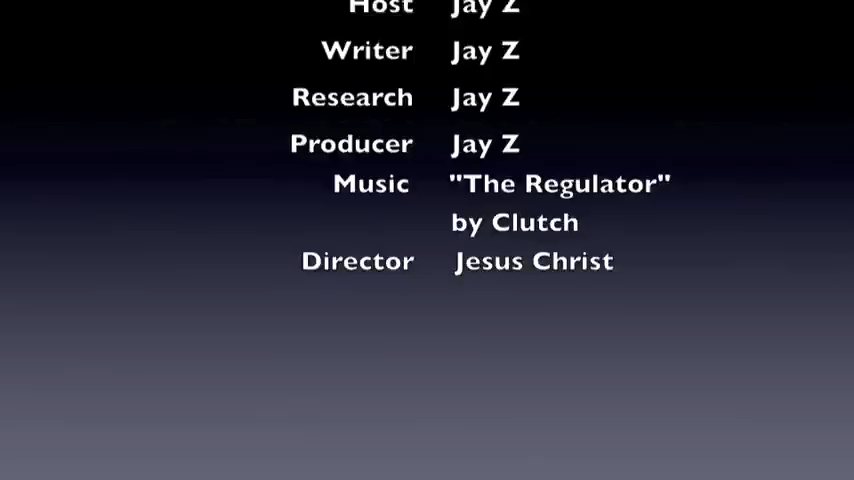 Host Jay Z
Writer Jay Z
Research Jay Z
Producer Jay Z
Music "The Regulator"
by Clutch
Director Jesus Christ